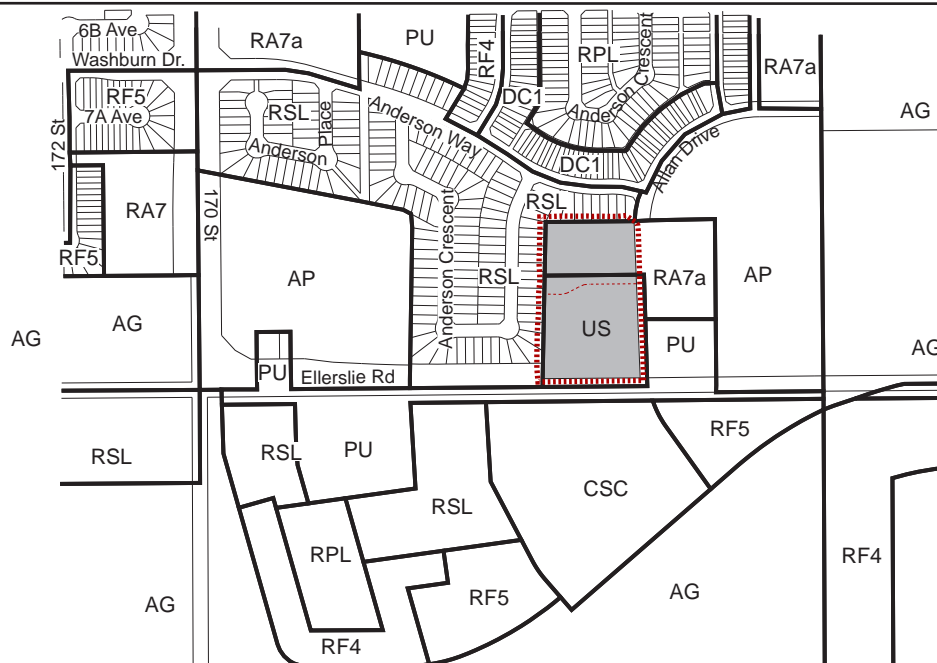 6B Ave
Washburn Dr.
RA7a
PU
RF4
RPL
Anderson Crescent
RA7a
AG
172 St
RF5
7A Ave
RSL
Anderson Place
Anderson Way
DC1
Anderson Crescent
DC1
Allan Drive
RA7
RF5
170 St
AP
Anderson Crescent
RSL
RSL
RA7a
AP
US
PU
AG
AG
AG
PU
Ellerslie Rd
RSL
RSL
PU
RSL
CSC
RF5
RPL
RF4
AG
RF4
RF5
AG